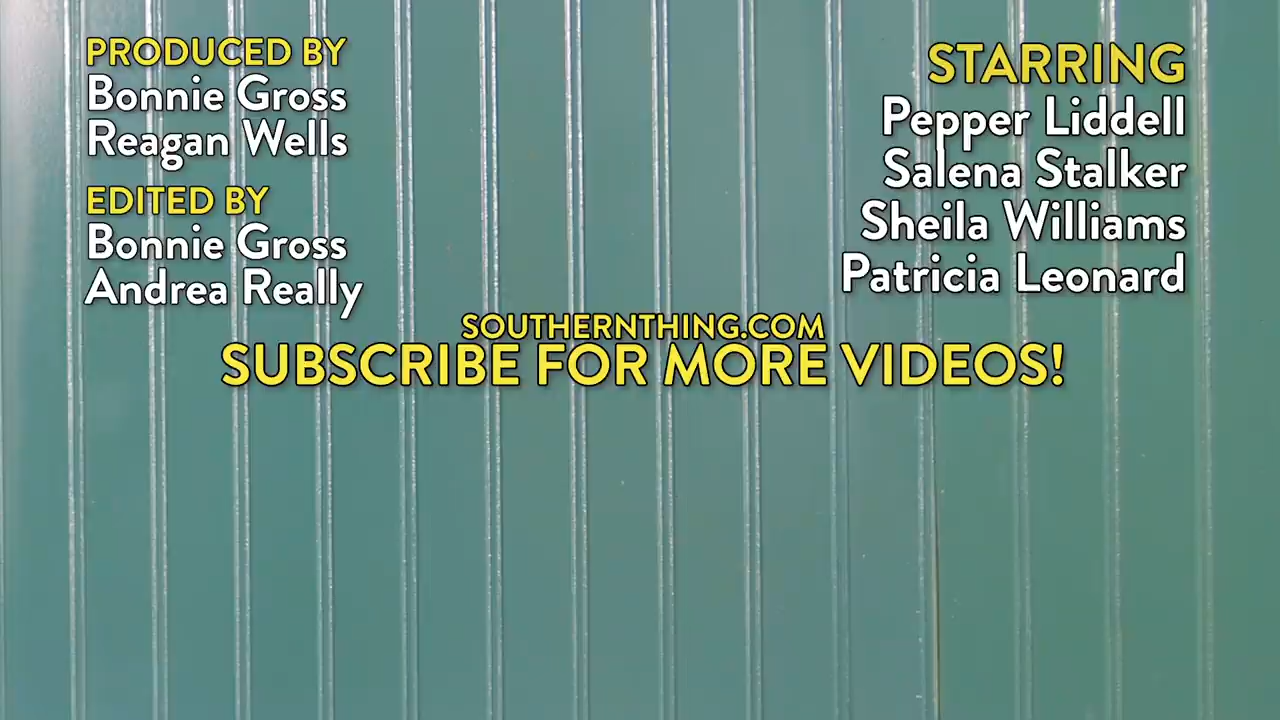 PRODUCED BY
Bonnie Gross
Reagan Wells
EDITED BY
Bonnie Gross
Andrea Really
STARRING
Pepper Liddell
Salena Stalker
Sheila Williams
Patricia Leonard
SOUTHERNTHING.COM
SUBSCRIBE FOR MORE VIDEOS!